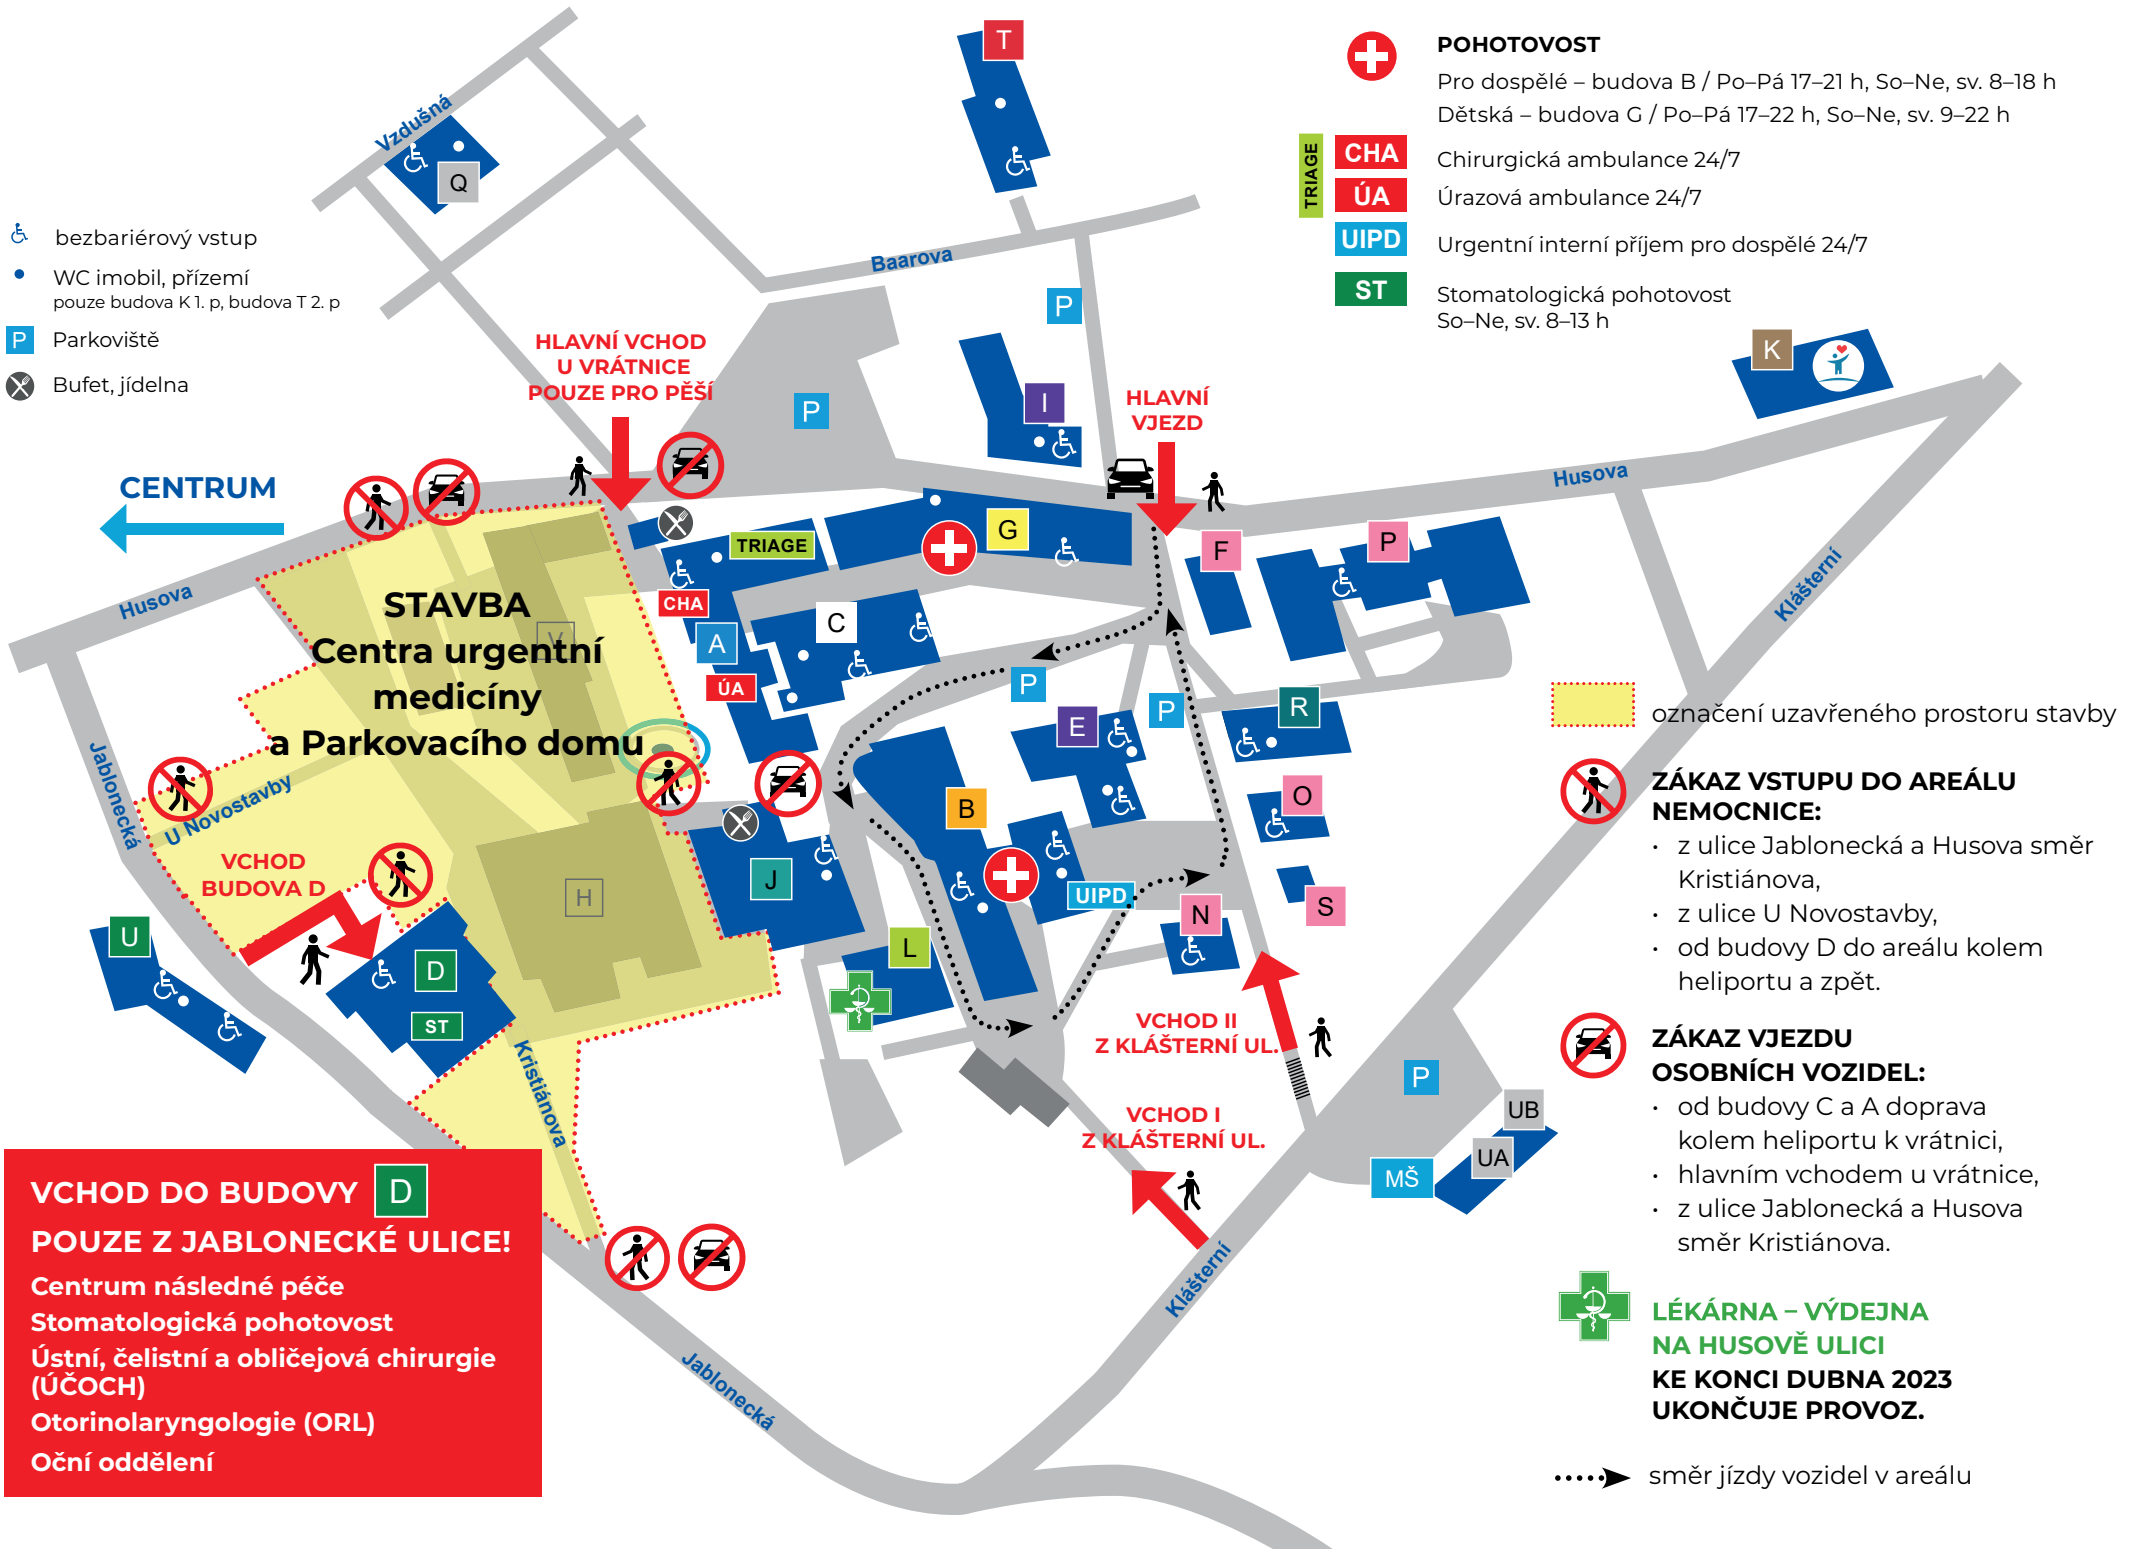 POHOTOVOST
Pro dospělé – budova B / Po–Pá 17–21 h, So–Ne, sv. 8–18 h
Dětská – budova G / Po–Pá 17–22 h, So–Ne, sv. 9–22 h
TRIAGE
CHA
Chirurgická ambulance 24/7
ÚA
Úrazová ambulance 24/7
UIPD
Urgentní interní příjem pro dospělé 24/7
ST
Stomatologická pohotovost
So–Ne, sv. 8–13 h
bezbariérový vstup
WC imobil, přízemí
pouze budova K 1. p, budova T 2. p
P
Parkoviště
Bufet, jídelna
T
Vzdušná
Q
Baarova
P
K
HLAVNÍ VCHOD
U VRÁTNICE
POUZE PRO PĚŠÍ
P
I
HLAVNÍ
VJEZD
CENTRUM
Husova
Husova
Klášterní
G
TRIAGE
F
P
CHA
A
ÚA
C
STAVBA
Centra urgentní
medicíny
a Parkovacího domu
V
P
P
E
R
O
S
B
UIPD
N
J
H
L
Jablonecká
U Novostavby
VCHOD
BUDOVA D
U
D
ST
Kristiánova
VCHOD II
Z KLÁŠTERNÍ UL.
VCHOD I
Z KLÁŠTERNÍ UL.
P
UB
UA
MŠ
Klášterní
Jablonecká
VCHOD DO BUDOVY D
POUZE Z JABLONECKÉ ULICE!
Centrum následné péče
Stomatologická pohotovost
Ústní, čelistní a obličejová chirurgie
(ÚČOCH)
Otorinolaryngologie (ORL)
Oční oddělení
označení uzavřeného prostoru stavby
ZÁKAZ VSTUPU DO AREÁLU
NEMOCNICE:
• z ulice Jablonecká a Husova směr
Kristiánova,
• z ulice U Novostavby,
• od budovy D do areálu kolem
heliportu a zpět.
ZÁKAZ VJEZDU
OSOBNÍCH VOZIDEL:
• od budovy C a A doprava
kolem heliportu k vrátnici,
• hlavním vchodem u vrátnice,
• z ulice Jablonecká a Husova
směr Kristiánova.
LÉKÁRNA – VÝDEJNA
NA HUSOVĚ ULICI
KE KONCI DUBNA 2023
UKONČUJE PROVOZ.
směr jízdy vozidel v areálu